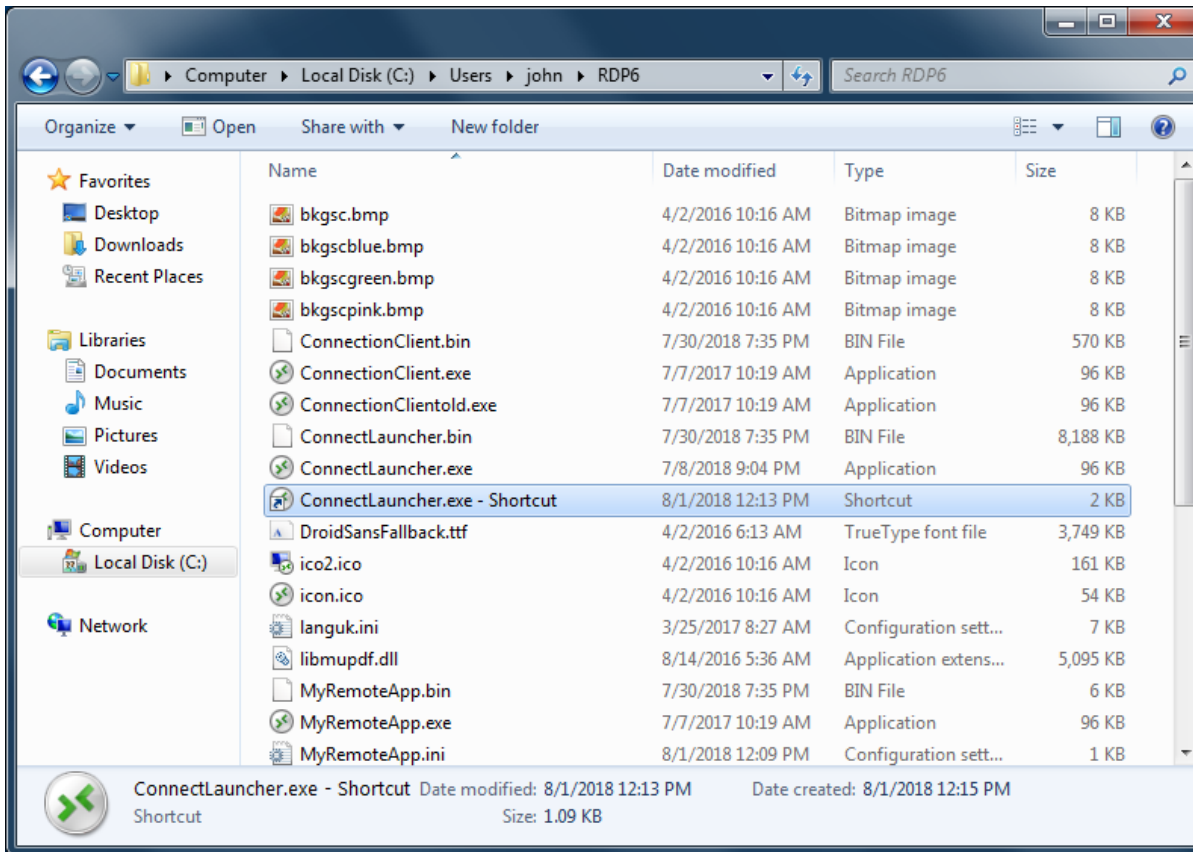 Computer Local Disk (C:) Users john RDP6 Search RDP6
Organize Open Share with New folder
Favorites
Desktop
Downloads
Recent Places
Libraries
Documents
Music
Pictures
Videos
Computer
Local Disk (C:)
Network
Name Date modified Type Size
bkgsc.bmp 4/2/2016 10:16 AM Bitmap image 8 KB
bkgscblue.bmp 4/2/2016 10:16 AM Bitmap image 8 KB
bkgscgreen.bmp 4/2/2016 10:16 AM Bitmap image 8 KB
bkgscpink.bmp 4/2/2016 10:16 AM Bitmap image 8 KB
ConnectionClient.bin 7/30/2018 7:35 PM BIN File 570 KB
ConnectionClient.exe 7/7/2017 10:19 AM Application 96 KB
ConnectionClientold.exe 7/7/2017 10:19 AM Application 96 KB
ConnectLauncher.bin 7/30/2018 7:35 PM BIN File 8,188 KB
ConnectLauncher.exe 7/8/2018 9:04 PM Application 96 KB
ConnectLauncher.exe - Shortcut 8/1/2018 12:13 PM Shortcut 2 KB
DroidSansFallback.ttf 4/2/2016 6:13 AM TrueType font file 3,749 KB
ico2.ico 4/2/2016 10:16 AM Icon 161 KB
icon.ico 4/2/2016 10:16 AM Icon 54 KB
languk.ini 3/25/2017 8:27 AM Configuration sett... 7 KB
libmupdf.dll 8/14/2016 5:36 AM Application extens... 5,095 KB
MyRemoteApp.bin 7/30/2018 7:35 PM BIN File 6 KB
MyRemoteApp.exe 7/7/2017 10:19 AM Application 96 KB
MyRemoteApp.ini 8/1/2018 12:09 PM Configuration sett... 1 KB
ConnectLauncher.exe - Shortcut Date modified: 8/1/2018 12:13 PM Date created: 8/1/2018 12:15 PM
Shortcut Size: 1.09 KB